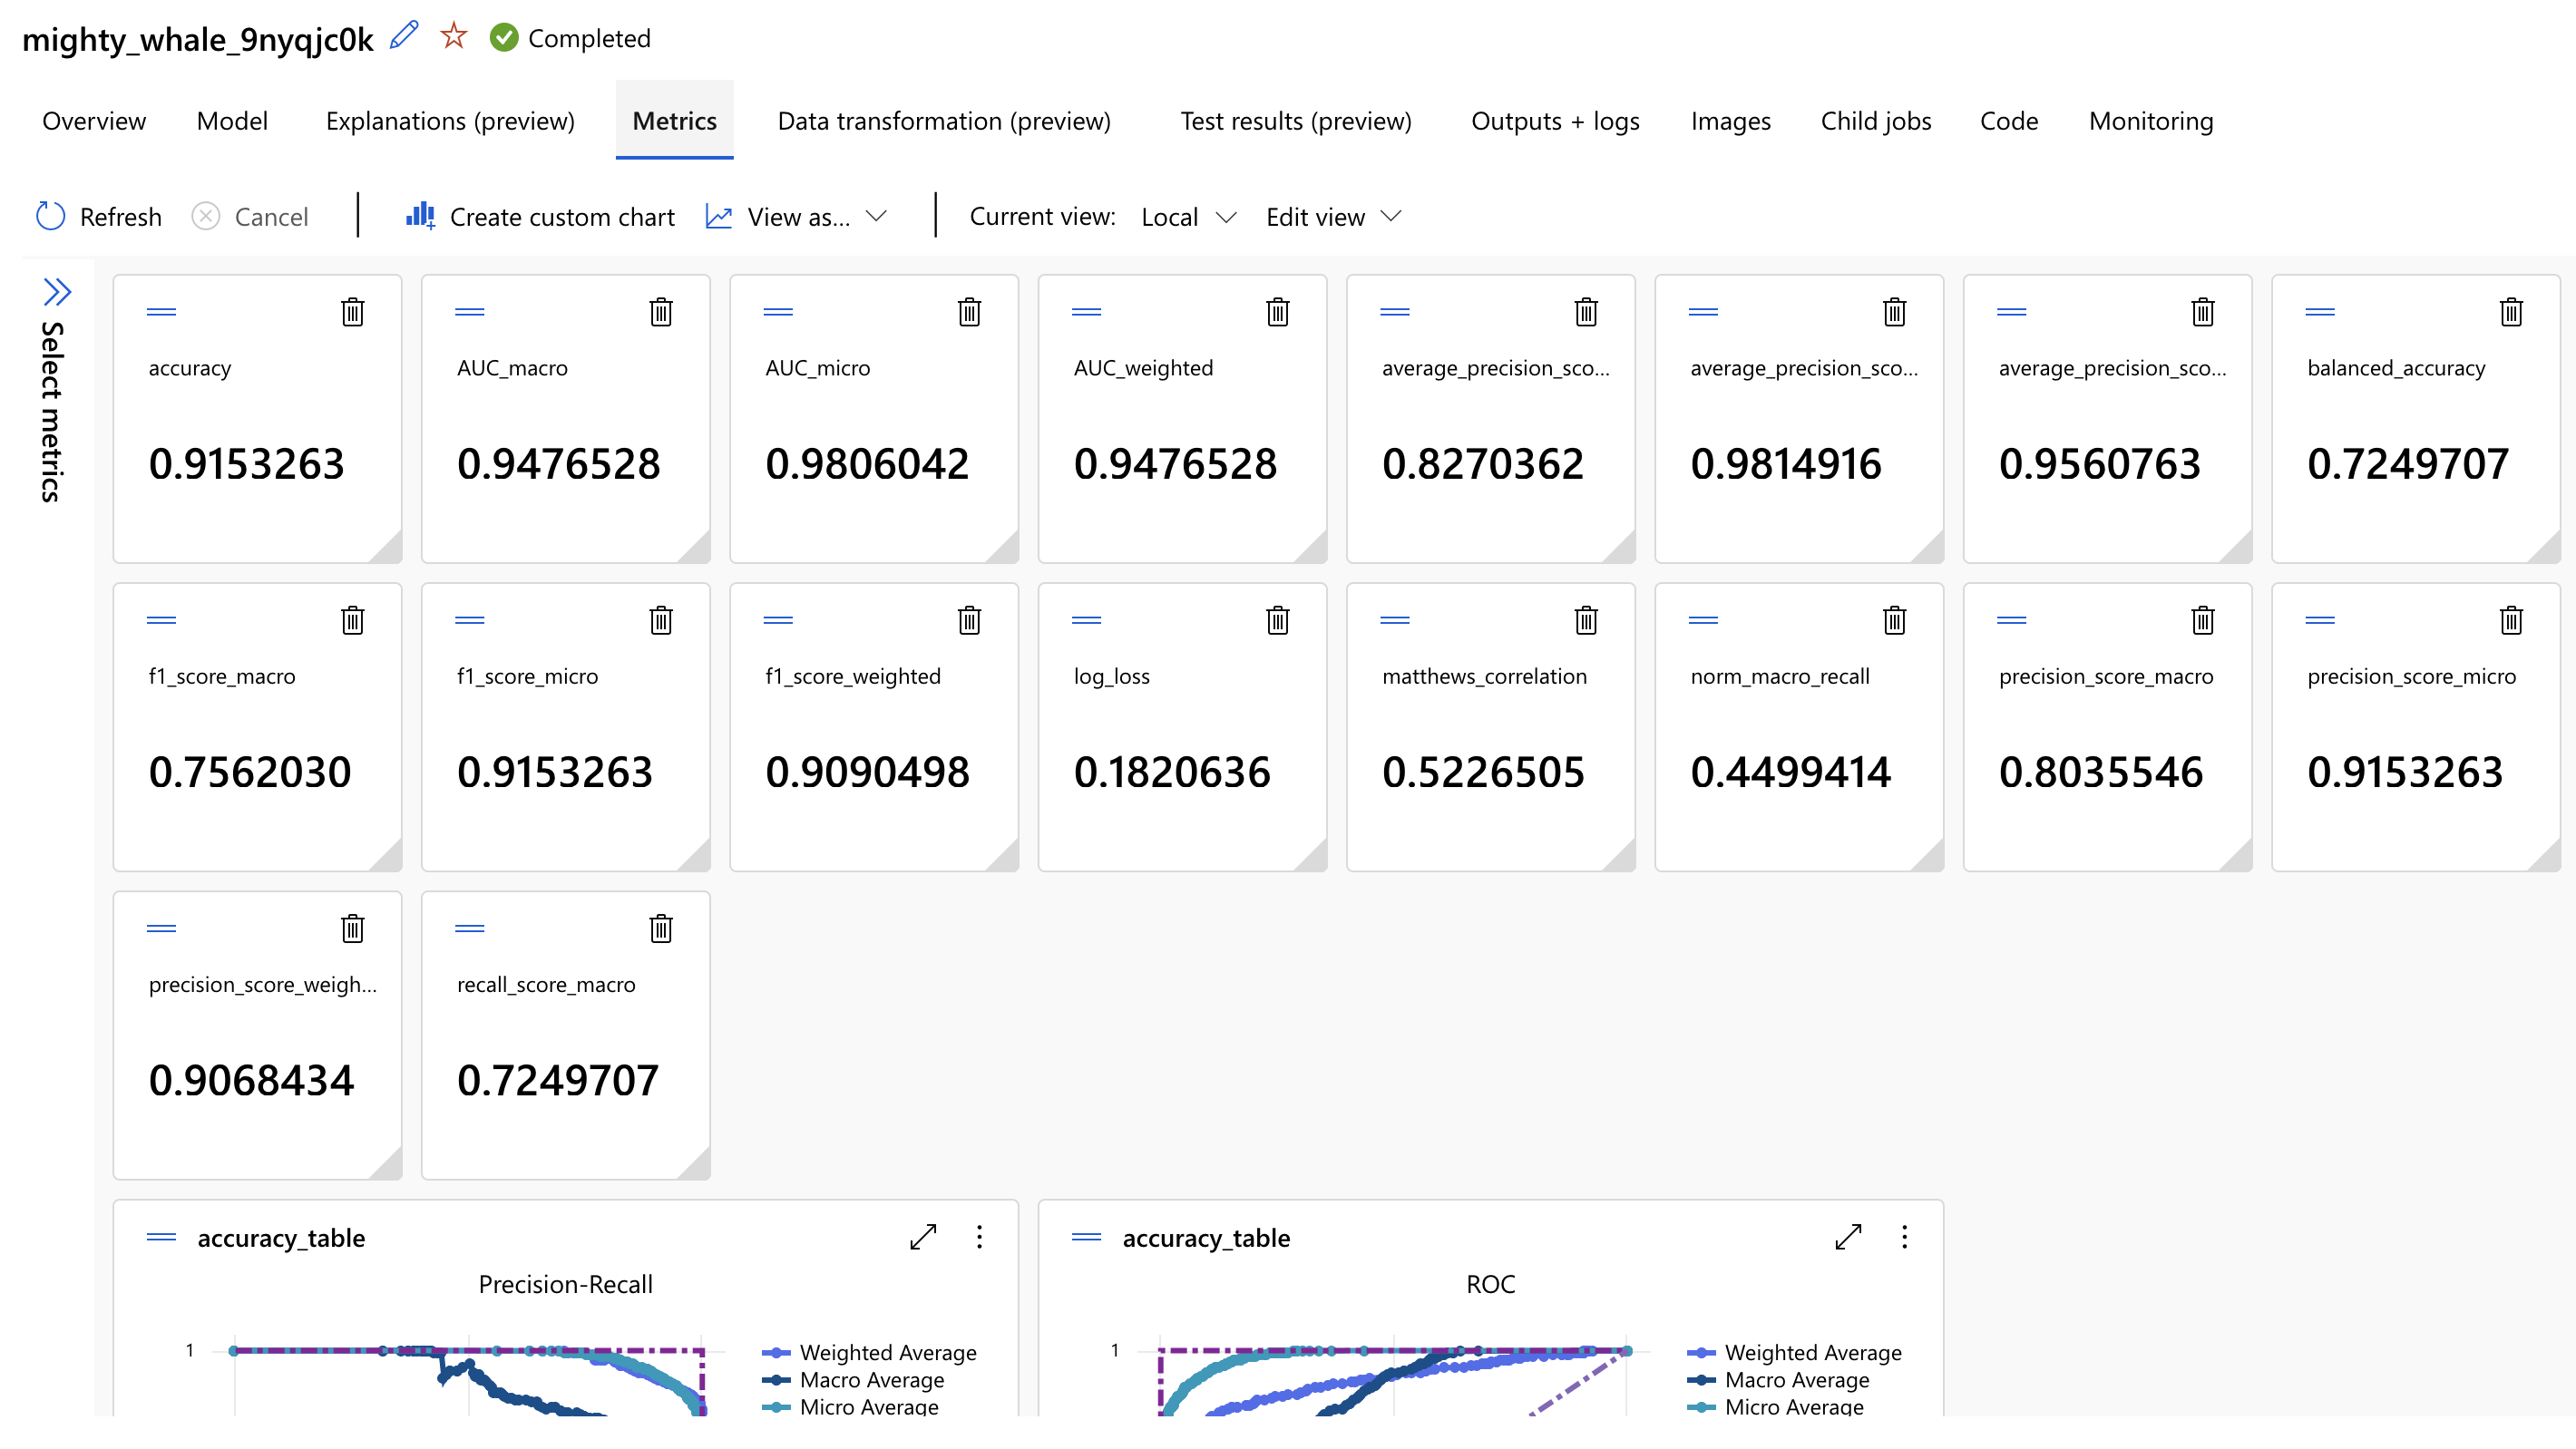 mighty_whale_9nyqjc0k Completed
Overview Model Explanations (preview) Metrics Data transformation (preview) Test results (preview) Outputs + logs Images Child jobs Code Monitoring
Refresh Cancel Create custom chart View as... Current view: Local Edit view
Select metrics
accuracy AUC_macro AUC_micro AUC_weighted average_precision_sco... average_precision_sco... average_precision_sco... balanced_accuracy
0.9153263 0.9476528 0.9806042 0.9476528 0.8270362 0.9814916 0.9560763 0.7249707
f1_score_macro f1_score_micro f1_score_weighted log_loss matthews_correlation norm_macro_recall precision_score_macro precision_score_micro
0.7562030 0.9153263 0.9090498 0.1820636 0.5226505 0.4499414 0.8035546 0.9153263
precision_score_weigh... recall_score_macro
0.9068434 0.7249707
accuracy_table
Precision-Recall
1
Weighted Average
Macro Average
Micro Average
accuracy_table
ROC
1
Weighted Average
Macro Average
Micro Average